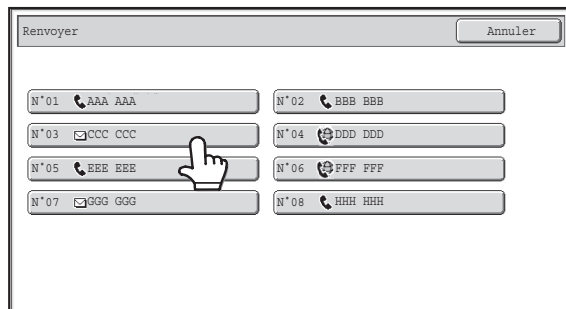 Renvoyer Annuler
N°01 AAA AAA N°02 BBB BBB
N°03 CCC CCC N°04 DDD DDD
N°05 EEE EEE N°06 FFF FFF
N°07 GGG GGG N°08 HHH HHH